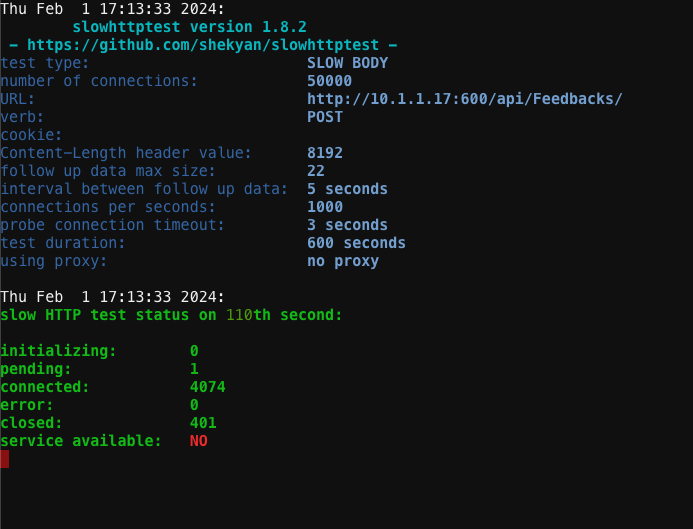 Thu Feb  1 17:13:33 2024:
slowhttptest version 1.8.2
- https://github.com/shekyan/slowhttptest -
test type: SLOW BODY
number of connections: 50000
URL: http://10.1.1.17:600/api/Feedbacks/
verb: POST
cookie:
Content-Length header value: 8192
follow up data max size: 22
interval between follow up data: 5 seconds
connections per seconds: 1000
probe connection timeout: 3 seconds
test duration: 600 seconds
using proxy: no proxy
Thu Feb  1 17:13:33 2024:
slow HTTP test status on 110th second:
initializing: 0
pending: 1
connected: 4074
error: 0
closed: 401
service available: NO